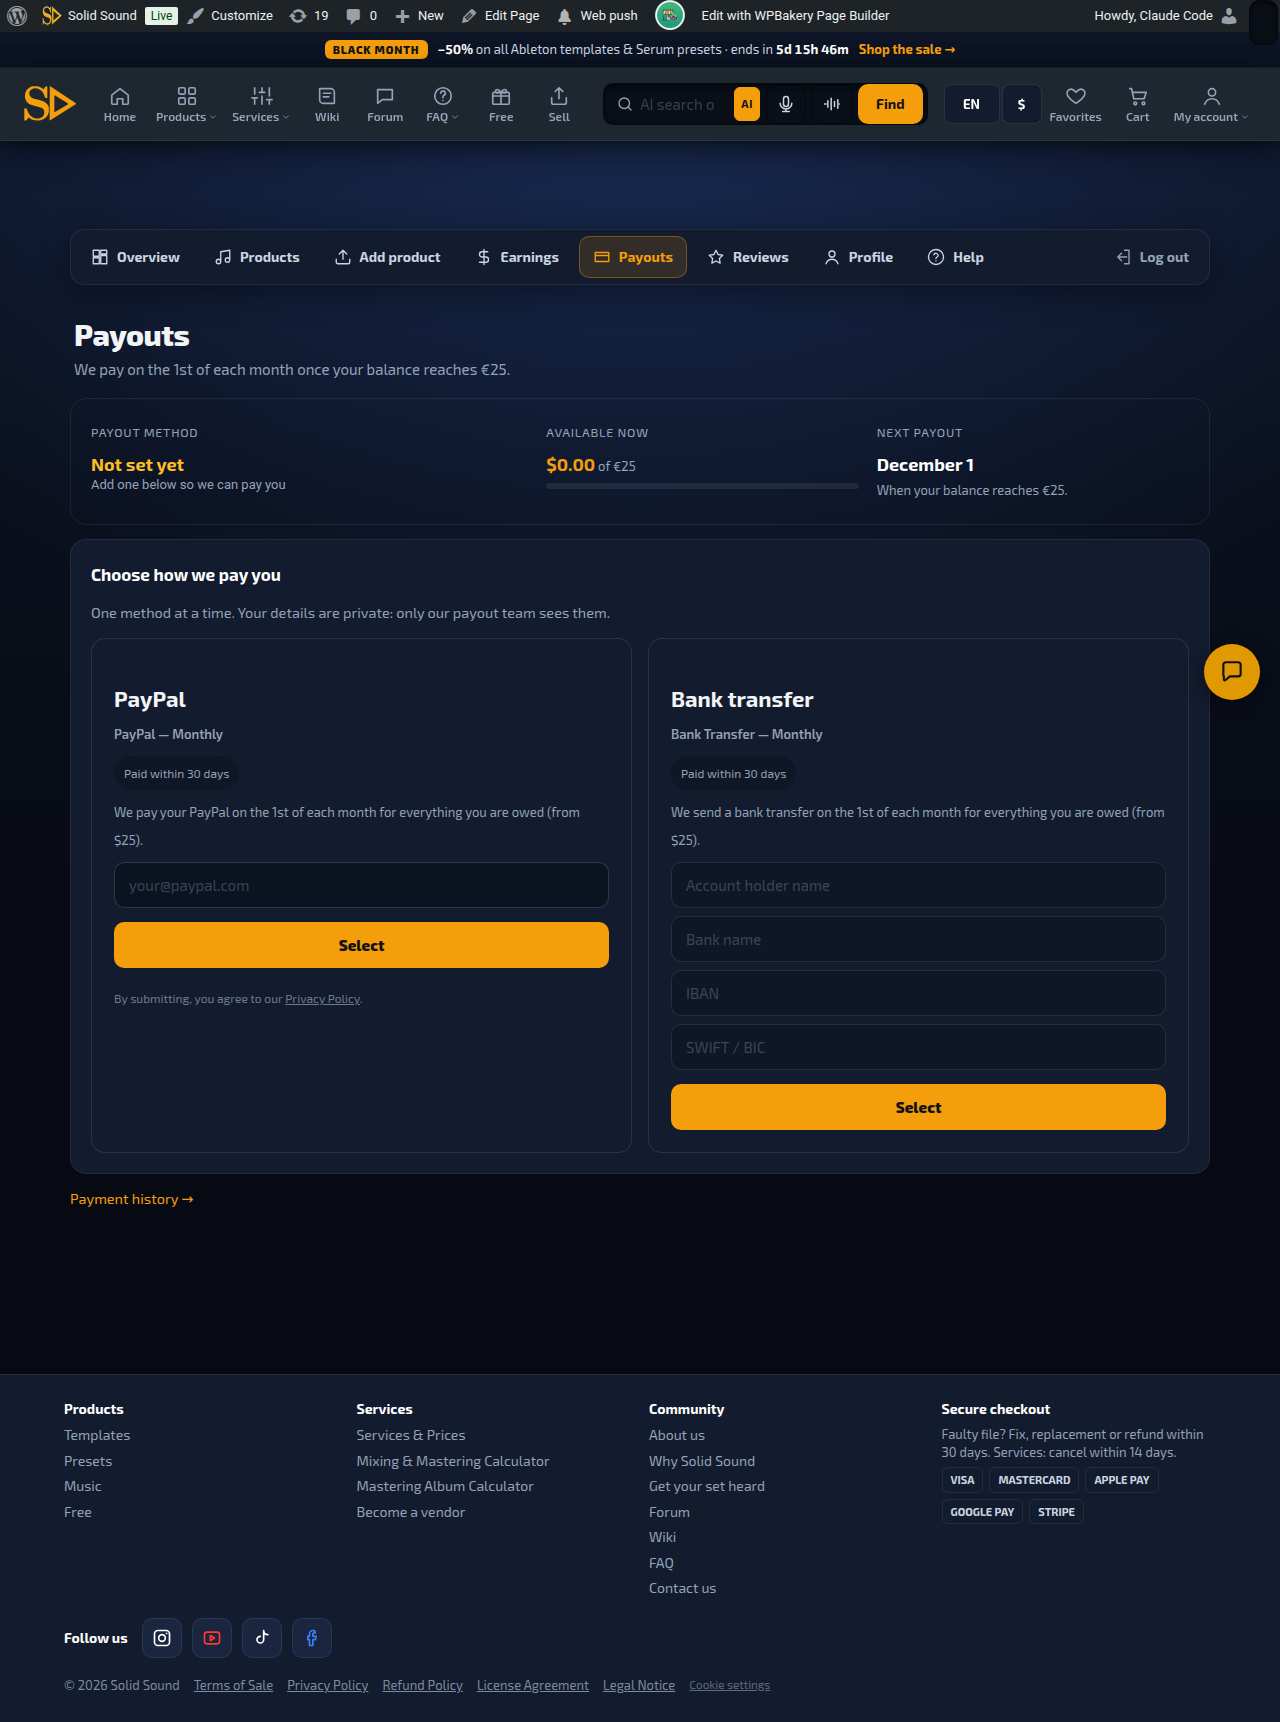 Solid Sound Live Customize 19 0 New Edit Page Web push Edit with WPBakery Page Builder Howdy, Claude Code
BLACK MONTH −50% on all Ableton templates & Serum presets · ends in 5d 15h 46m Shop the sale →
SD Home Products Services Wiki Forum FAQ Free Sell AI search o AI Find EN $ Favorites Cart My account
Overview Products Add product Earnings Payouts Reviews Profile Help Log out
Payouts
We pay on the 1st of each month once your balance reaches €25.
PAYOUT METHOD
Not set yet
Add one below so we can pay you
AVAILABLE NOW
$0.00 of €25
NEXT PAYOUT
December 1
When your balance reaches €25.
Choose how we pay you
One method at a time. Your details are private: only our payout team sees them.
PayPal
PayPal — Monthly
Paid within 30 days
We pay your PayPal on the 1st of each month for everything you are owed (from
$25).
your@paypal.com
Select
By submitting, you agree to our Privacy Policy.
Bank transfer
Bank Transfer — Monthly
Paid within 30 days
We send a bank transfer on the 1st of each month for everything you are owed (from
$25).
Account holder name
Bank name
IBAN
SWIFT / BIC
Select
Payment history →
Products
Templates
Presets
Music
Free
Services
Services & Prices
Mixing & Mastering Calculator
Mastering Album Calculator
Become a vendor
Community
About us
Why Solid Sound
Get your set heard
Forum
Wiki
FAQ
Contact us
Secure checkout
Faulty file? Fix, replacement or refund within
30 days. Services: cancel within 14 days.
VISA MASTERCARD APPLE PAY
GOOGLE PAY STRIPE
Follow us
© 2026 Solid Sound Terms of Sale Privacy Policy Refund Policy License Agreement Legal Notice Cookie settings